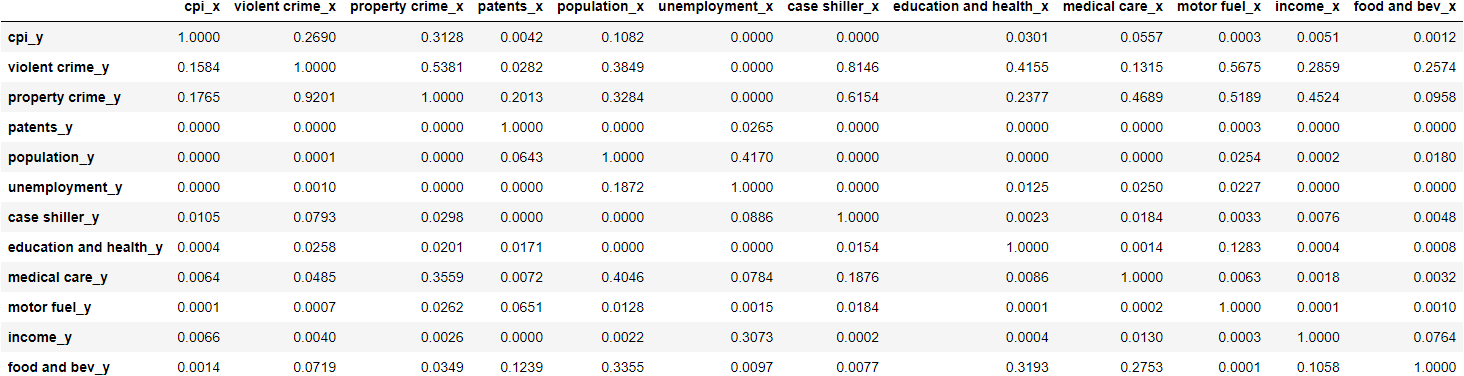 cpi_x violent crime_x property crime_x patents_x population_x unemployment_x case shiller_x education and health_x medical care_x motor fuel_x income_x food and bev_x
cpi_y 1.0000 0.2690 0.3128 0.0042 0.1082 0.0000 0.0000 0.0301 0.0557 0.0003 0.0051 0.0012
violent crime_y 0.1584 1.0000 0.5381 0.0282 0.3849 0.0000 0.8146 0.4155 0.1315 0.5675 0.2859 0.2574
property crime_y 0.1765 0.9201 1.0000 0.2013 0.3284 0.0000 0.6154 0.2377 0.4689 0.5189 0.4524 0.0958
patents_y 0.0000 0.0000 0.0000 1.0000 0.0000 0.0265 0.0000 0.0000 0.0000 0.0003 0.0000 0.0000
population_y 0.0000 0.0001 0.0000 0.0643 1.0000 0.4170 0.0000 0.0000 0.0000 0.0254 0.0002 0.0180
unemployment_y 0.0000 0.0010 0.0000 0.0000 0.1872 1.0000 0.0000 0.0125 0.0250 0.0227 0.0000 0.0000
case shiller_y 0.0105 0.0793 0.0298 0.0000 0.0000 0.0886 1.0000 0.0023 0.0184 0.0033 0.0076 0.0048
education and health_y 0.0004 0.0258 0.0201 0.0171 0.0000 0.0000 0.0154 1.0000 0.0014 0.1283 0.0004 0.0008
medical care_y 0.0064 0.0485 0.3559 0.0072 0.4046 0.0784 0.1876 0.0086 1.0000 0.0063 0.0018 0.0032
motor fuel_y 0.0001 0.0007 0.0262 0.0651 0.0128 0.0015 0.0184 0.0001 0.0002 1.0000 0.0001 0.0010
income_y 0.0066 0.0040 0.0026 0.0000 0.0022 0.3073 0.0002 0.0004 0.0130 0.0003 1.0000 0.0764
food and bev_y 0.0014 0.0719 0.0349 0.1239 0.3355 0.0097 0.0077 0.3193 0.2753 0.0001 0.1058 1.0000